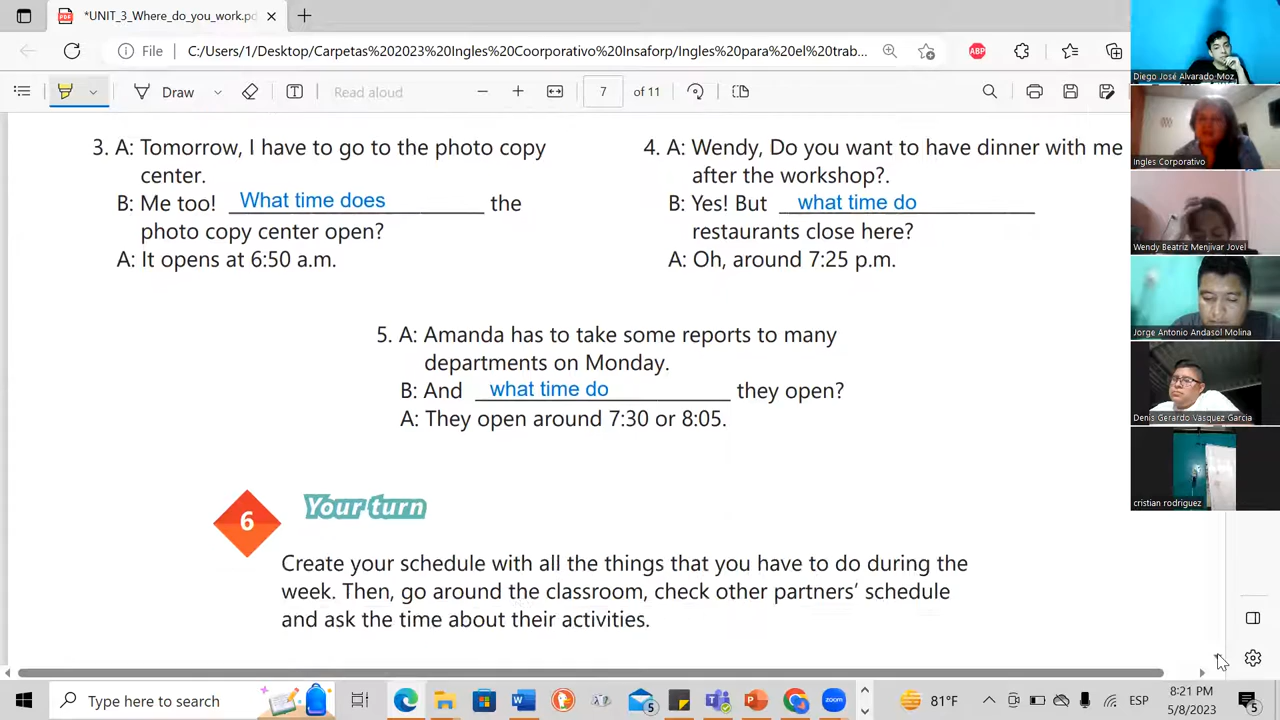 *UNIT_3_Where_do_you_work.pd
File C:/Users/1/Desktop/Carpetas%202023%20Ingles%20Coorporativo%20Insaforp/Ingles%20para%20el%20trab...
ABP
Draw
Read aloud
7 of 11
3. A: Tomorrow, I have to go to the photo copy
center.
B: Me too! What time does the
photo copy center open?
A: It opens at 6:50 a.m.
4. A: Wendy, Do you want to have dinner with me
after the workshop?.
B: Yes! But what time do
restaurants close here?
A: Oh, around 7:25 p.m.
5. A: Amanda has to take some reports to many
departments on Monday.
B: And what time do they open?
A: They open around 7:30 or 8:05.
6 Your turn
Create your schedule with all the things that you have to do during the
week. Then, go around the classroom, check other partners' schedule
and ask the time about their activities.
Diego José Alvarado Moz
Ingles Corporativo
Wendy Beatriz Menjivar Jovel
Jorge Antonio Andasol Molina
Denis Gerardo Vasquez Garcia
cristian rodriguez
Type here to search
5
zoom
81°F
ESP
8:21 PM
5/8/2023
5